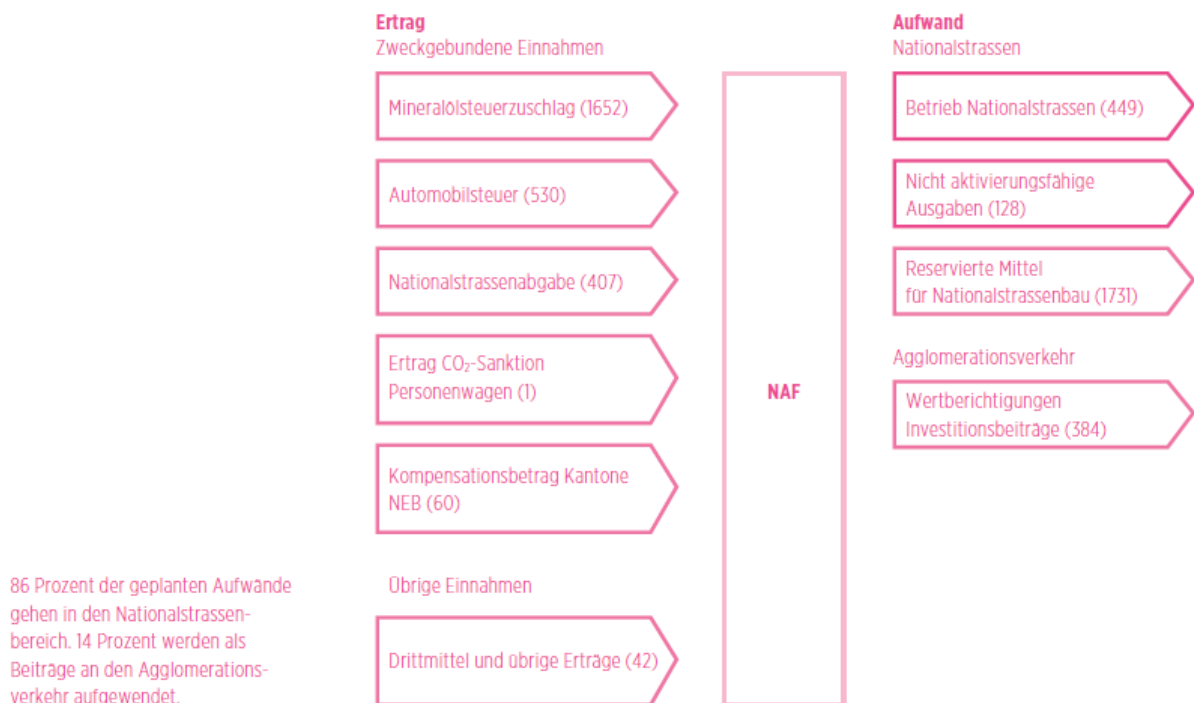 Ertrag
Zweckgebundene Einnahmen
Mineralölsteuerzuschlag (1652)
Automobilsteuer (530)
Nationalstrassenabgabe (407)
Ertrag CO₂-Sanktion
Personenwagen (1)
Kompensationsbetrag Kantone
NEB (60)
Übrige Einnahmen
Drittmittel und übrige Erträge (42)
NAF
Aufwand
Nationalstrassen
Betrieb Nationalstrassen (449)
Nicht aktivierungsfähige
Ausgaben (128)
Reservierte Mittel
für Nationalstrassenbau (1731)
Agglomerationsverkehr
Wertberichtigungen
Investitionsbeiträge (384)
86 Prozent der geplanten Aufwände
gehen in den Nationalstrassen-
bereich. 14 Prozent werden als
Beiträge an den Agglomerations-
verkehr aufgewendet.